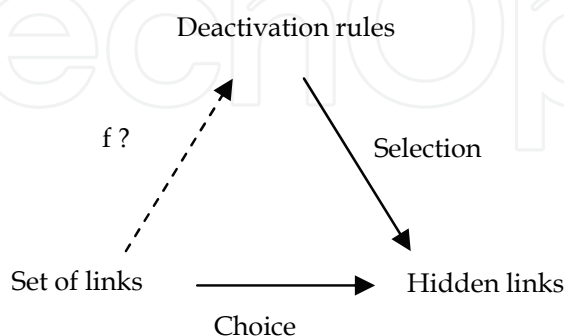 Deactivation rules
f ?
Selection
Set of links
Hidden links
Choice